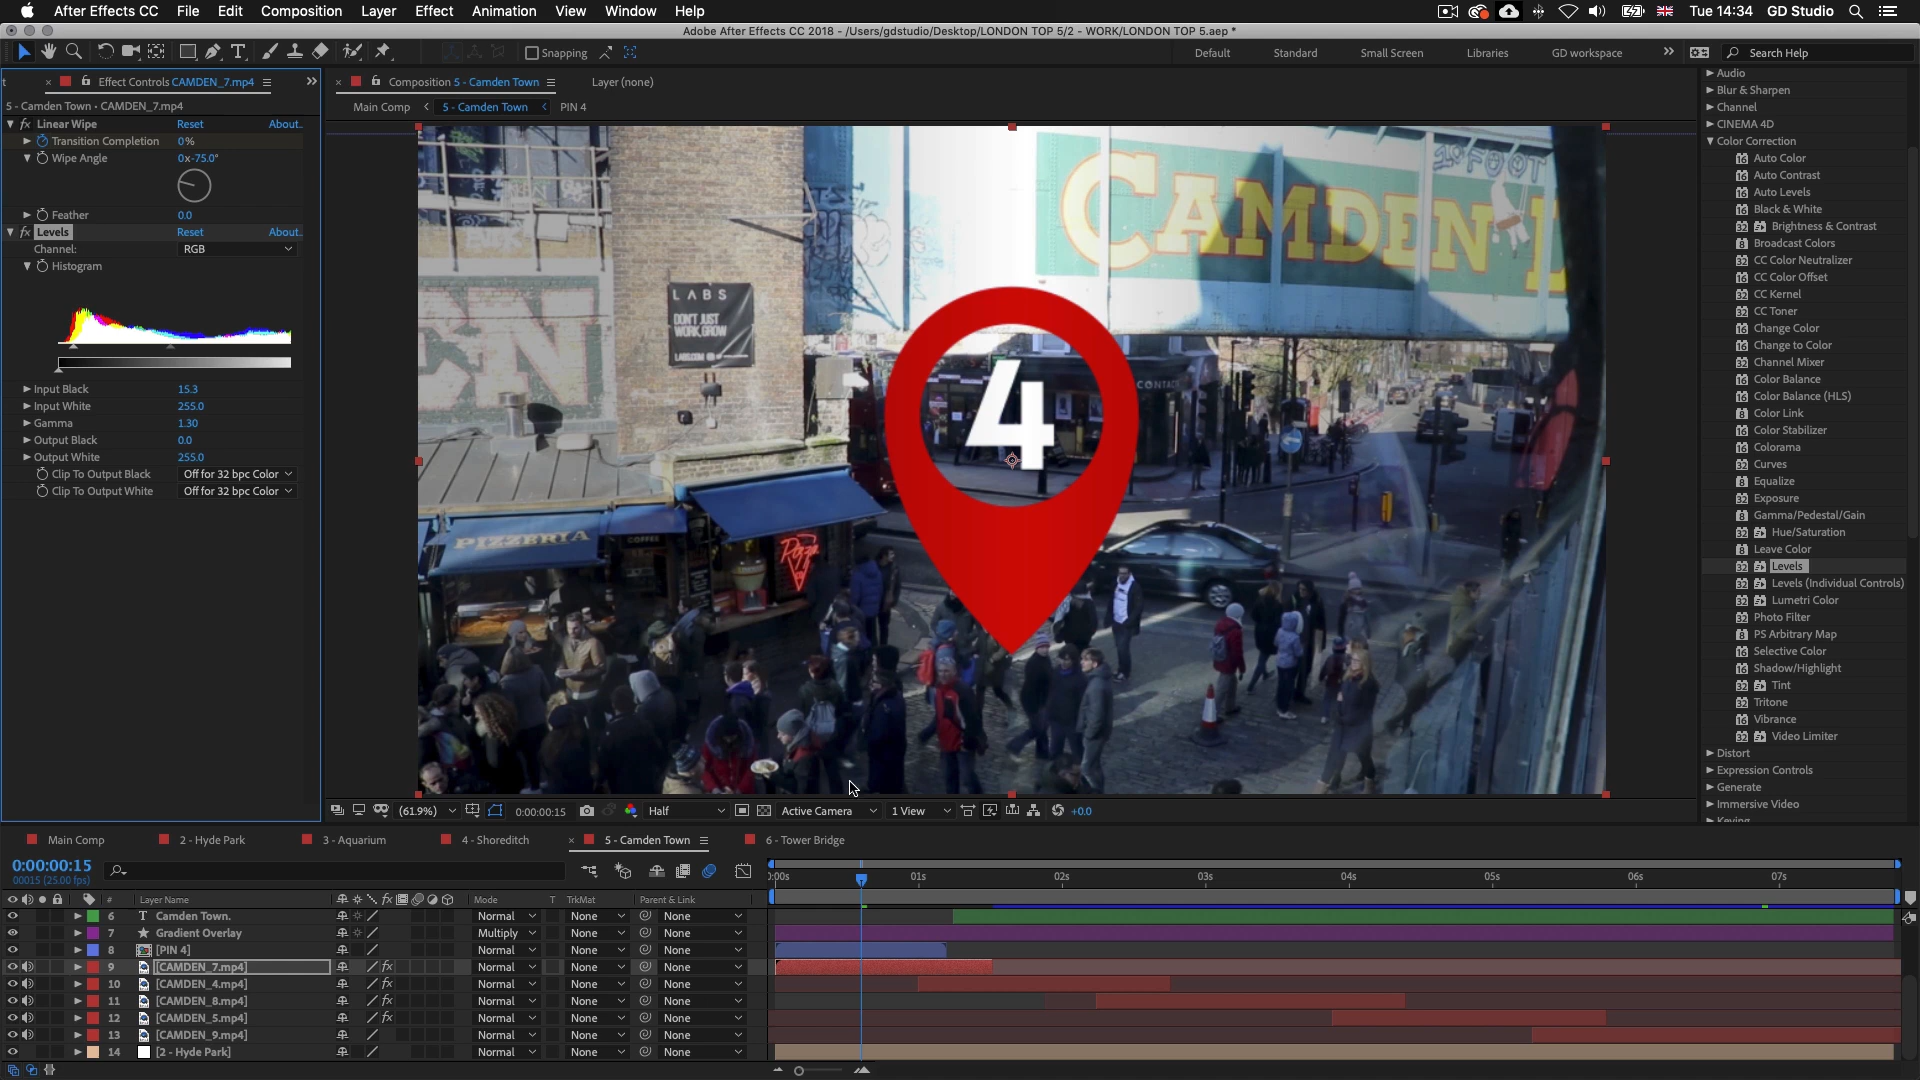 After Effects CC File Edit Composition Layer Effect Animation View Window Help Tue 14:34 GD Studio
Adobe After Effects CC 2018 - /Users/gdstudio/Desktop/LONDON TOP 5/2 - WORK/LONDON TOP 5.aep *
Snapping Default Standard Small Screen Libraries GD workspace Search Help
Effect Controls CAMDEN_7.mp4
5 - Camden Town • CAMDEN_7.mp4
Linear Wipe Reset About..
Transition Completion 0%
Wipe Angle 0x-75.0°
Feather 0.0
Levels Reset About..
Channel: RGB
Histogram
Input Black 15.3
Input White 255.0
Gamma 1.30
Output Black 0.0
Output White 255.0
Clip To Output Black Off for 32 bpc Color
Clip To Output White Off for 32 bpc Color
Composition 5 - Camden Town Layer (none)
Main Comp 5 - Camden Town PIN 4
CAMDEN
LABS
DON'T JUST
WORK.GROW
LABS.COM
CONTACT
4
PIZZERIA
COFFEE
Pizza
(61.9%) 0:00:00:15 Half Active Camera 1 View +0.0
Audio
Blur & Sharpen
Channel
CINEMA 4D
Color Correction
Auto Color
Auto Contrast
Auto Levels
Black & White
Brightness & Contrast
Broadcast Colors
CC Color Neutralizer
CC Color Offset
CC Kernel
CC Toner
Change Color
Change to Color
Channel Mixer
Color Balance
Color Balance (HLS)
Color Link
Color Stabilizer
Colorama
Curves
Equalize
Exposure
Gamma/Pedestal/Gain
Hue/Saturation
Leave Color
Levels
Levels (Individual Controls)
Lumetri Color
Photo Filter
PS Arbitrary Map
Selective Color
Shadow/Highlight
Tint
Tritone
Vibrance
Video Limiter
Distort
Expression Controls
Generate
Immersive Video
Keying
Main Comp 2 - Hyde Park 3 - Aquarium 4 - Shoreditch 5 - Camden Town 6 - Tower Bridge
0:00:00:15
00015 (25.00 fps)
:00s 01s 02s 03s 04s 05s 06s 07s
# Layer Name Mode T TrkMat Parent & Link
6 T Camden Town. Normal None None
7 Gradient Overlay Multiply None None
8 [PIN 4] Normal None None
9 [CAMDEN_7.mp4] Normal None None
10 [CAMDEN_4.mp4] Normal None None
11 [CAMDEN_8.mp4] Normal None None
12 [CAMDEN_5.mp4] Normal None None
13 [CAMDEN_9.mp4] Normal None None
14 [2 - Hyde Park] Normal None None